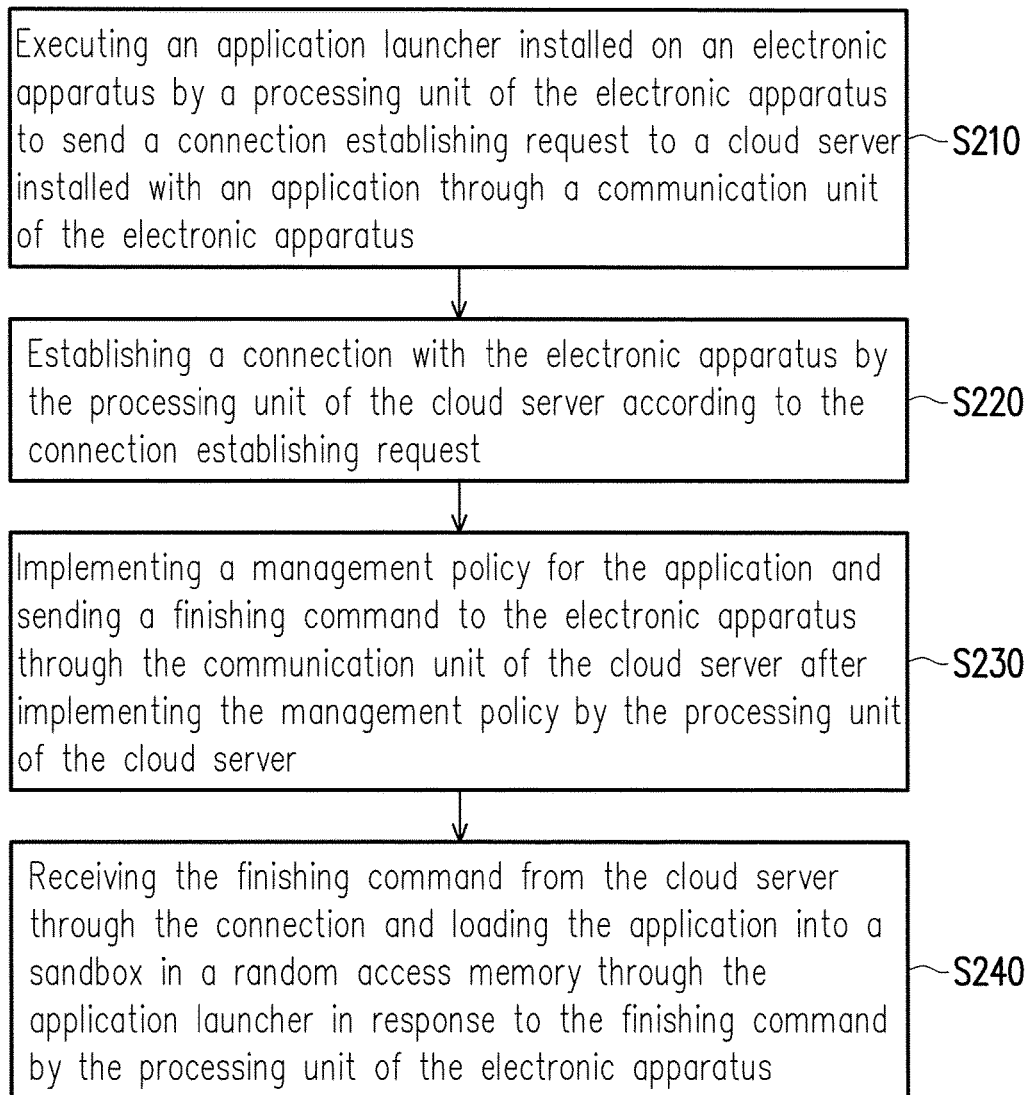 Executing an application launcher installed on an electronic
apparatus by a processing unit of the electronic apparatus
to send a connection establishing request to a cloud server
installed with an application through a communication unit
of the electronic apparatus
S210
Establishing a connection with the electronic apparatus by
the processing unit of the cloud server according to the
connection establishing request
S220
Implementing a management policy for the application and
sending a finishing command to the electronic apparatus
through the communication unit of the cloud server after
implementing the management policy by the processing unit
of the cloud server
S230
Receiving the finishing command from the cloud server
through the connection and loading the application into a
sandbox in a random access memory through the
application launcher in response to the finishing command
by the processing unit of the electronic apparatus
S240